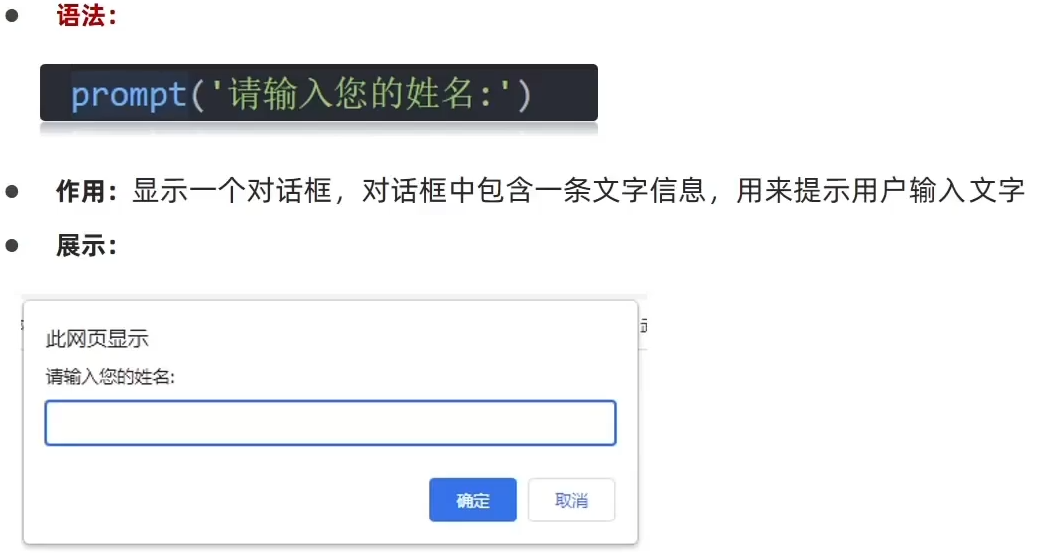 语法：
prompt('请输入您的姓名:')
作用：显示一个对话框，对话框中包含一条文字信息，用来提示用户输入文字
展示：
此网页显示
请输入您的姓名:
确定
取消